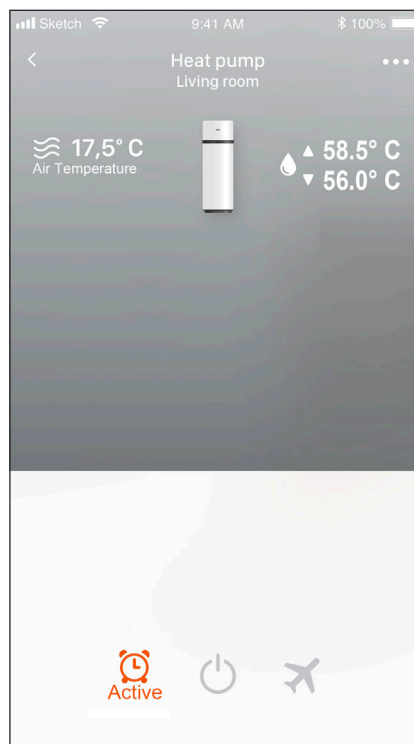 Sketch 9:41 AM 100%
Heat pump
Living room
17,5° C
Air Temperature
▲ 58.5° C
▼ 56.0° C
Active